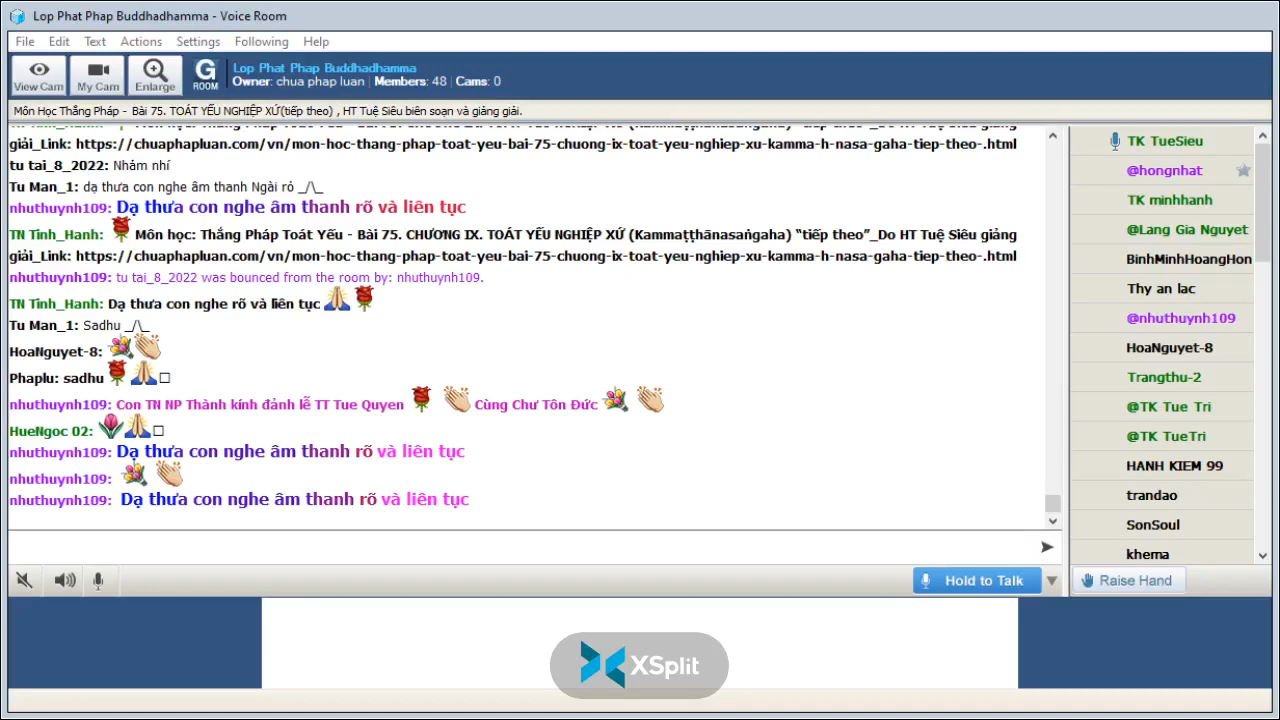 Lop Phat Phap Buddhadhamma - Voice Room
File Edit Text Actions Settings Following Help
View Cam My Cam Enlarge G ROOM
Lop Phat Phap Buddhadhamma
Owner: chua phap luan | Members: 48 | Cams: 0
Môn Học Thắng Pháp - Bài 75. TOÁT YẾU NGHIỆP XỨ(tiếp theo) , HT Tuệ Siêu biên soạn và giảng giải.
giải_Link: https://chuaphapluan.com/vn/mon-hoc-thang-phap-toat-yeu-bai-75-chuong-ix-toat-yeu-nghiep-xu-kamma-h-nasa-gaha-tiep-theo-.html
tu tai_8_2022: Nhảm nhí
Tu Man_1: dạ thưa con nghe âm thanh Ngài rỏ _/\_
nhuthuynh109: Dạ thưa con nghe âm thanh rõ và liên tục
TN Tinh_Hanh: 🌹 Môn học: Thắng Pháp Toát Yếu - Bài 75. CHƯƠNG IX. TOÁT YẾU NGHIỆP XỨ (Kammaṭṭhānasaṅgaha) “tiếp theo”_Do HT Tuệ Siêu giảng
giải_Link: https://chuaphapluan.com/vn/mon-hoc-thang-phap-toat-yeu-bai-75-chuong-ix-toat-yeu-nghiep-xu-kamma-h-nasa-gaha-tiep-theo-.html
nhuthuynh109: tu tai_8_2022 was bounced from the room by: nhuthuynh109.
TN Tinh_Hanh: Dạ thưa con nghe rõ và liên tục 🙏🌹
Tu Man_1: Sadhu _/\_
HoaNguyet-8: 💐👏
Phaplu: sadhu 🌹🙏□
nhuthuynh109: Con TN NP Thành kính đảnh lễ TT Tue Quyen 🌹 👏 Cùng Chư Tôn Đức 💐 👏
HueNgoc 02: 🌷🙏□
nhuthuynh109: Dạ thưa con nghe âm thanh rõ và liên tục
nhuthuynh109: 💐 👏
nhuthuynh109: Dạ thưa con nghe âm thanh rõ và liên tục
TK TueSieu
@hongnhat
TK minhhanh
@Lang Gia Nguyet
BinhMinhHoangHon
Thy an lac
@nhuthuynh109
HoaNguyet-8
Trangthu-2
@TK Tue Tri
@TK TueTri
HANH KIEM 99
trandao
SonSoul
khema
Hold to Talk
Raise Hand
XSplit